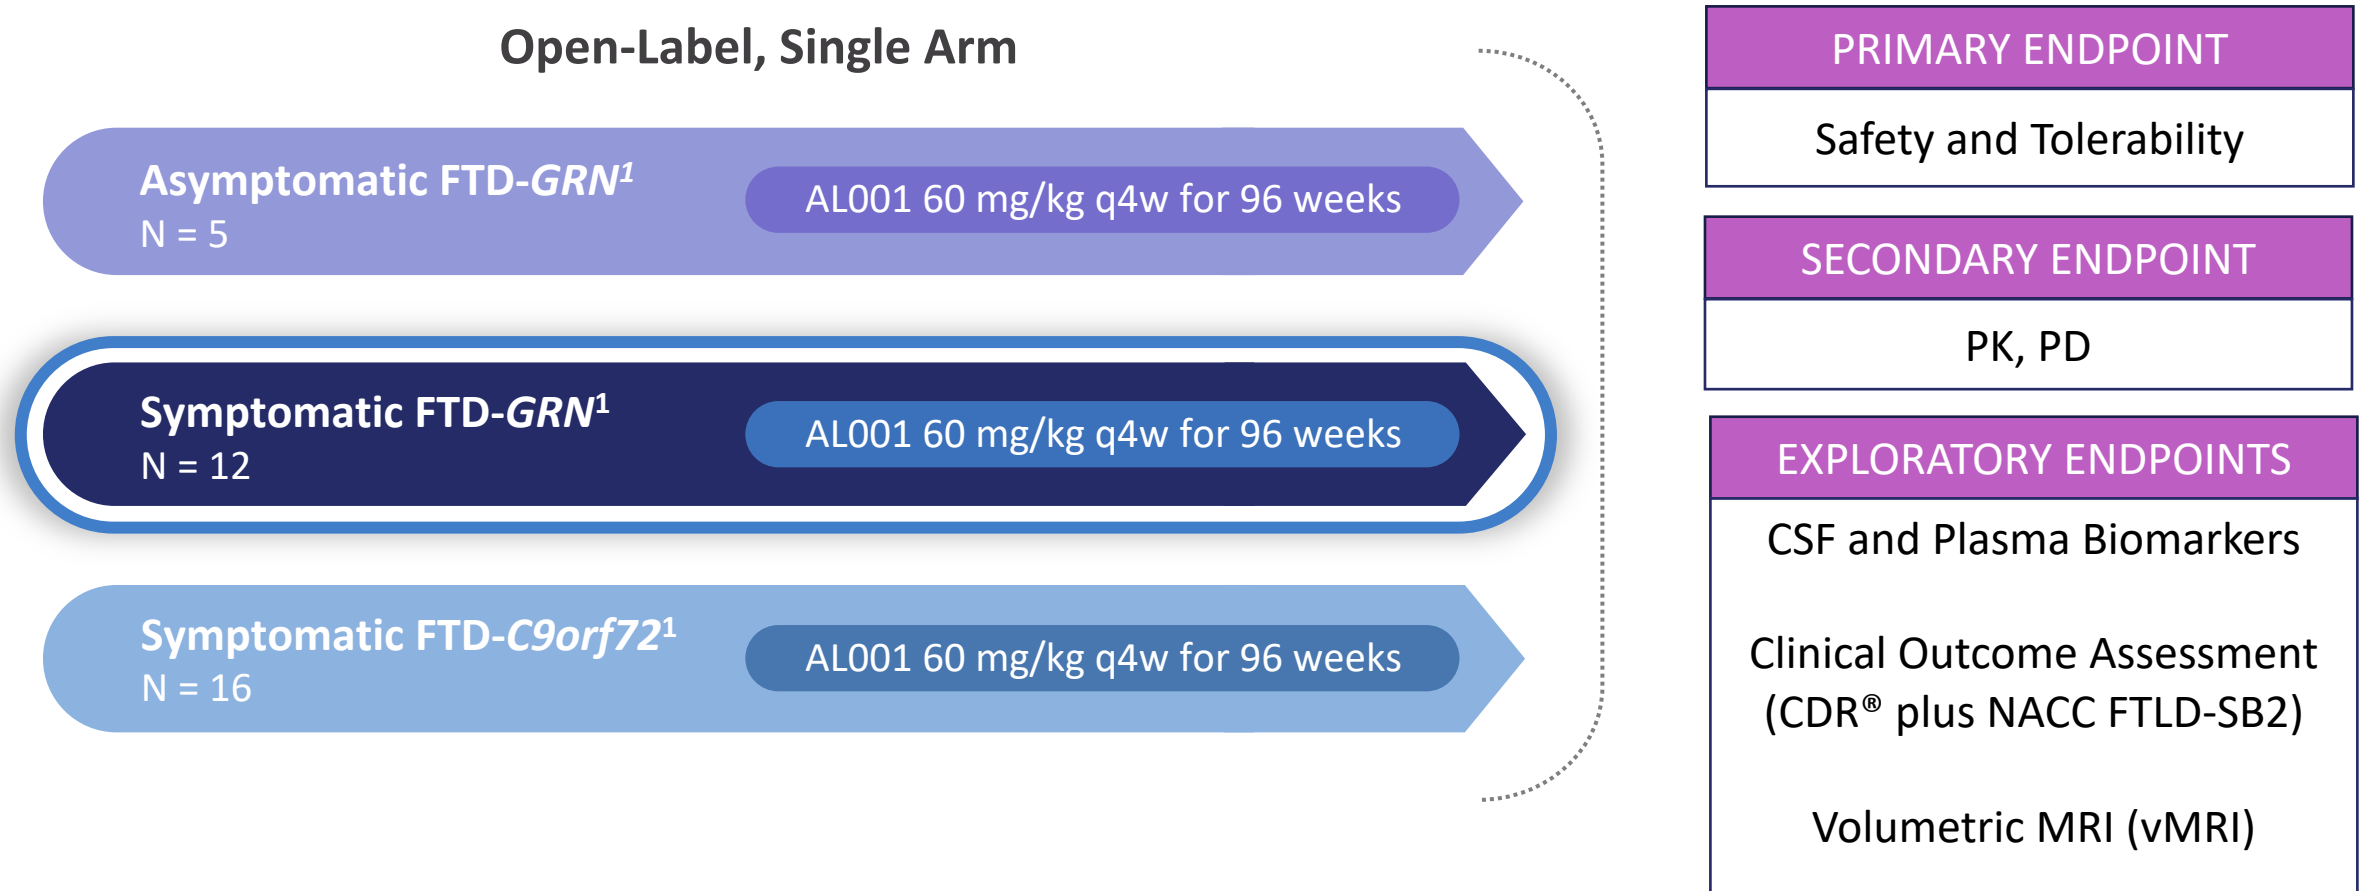 Open-Label, Single Arm
Asymptomatic FTD-GRN¹
N = 5
AL001 60 mg/kg q4w for 96 weeks
Symptomatic FTD-GRN¹
N = 12
AL001 60 mg/kg q4w for 96 weeks
Symptomatic FTD-C9orf72¹
N = 16
AL001 60 mg/kg q4w for 96 weeks
PRIMARY ENDPOINT
Safety and Tolerability
SECONDARY ENDPOINT
PK, PD
EXPLORATORY ENDPOINTS
CSF and Plasma Biomarkers
Clinical Outcome Assessment
(CDR® plus NACC FTLD-SB2)
Volumetric MRI (vMRI)